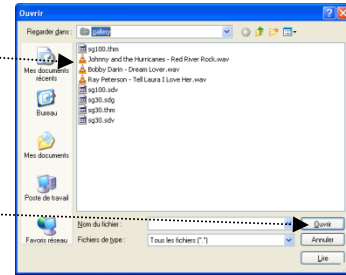 Ouvrir
Regarder dans :
galaxy
sg100.thm
Johnny and the Hurricanes - Red River Rock.wav
Bobby Darin - Dream Lover.wav
Ray Peterson - Tell Laura I Love Her.wav
sg100.sdv
sg30.sdg
sg30.thm
sg30.sdv
Mes documents
récents
Bureau
Mes documents
Poste de travail
Favoris réseau
Nom du fichier :
Ouvrir
Fichiers de type :
Tous les fichiers (*.*)
Annuler
Lire